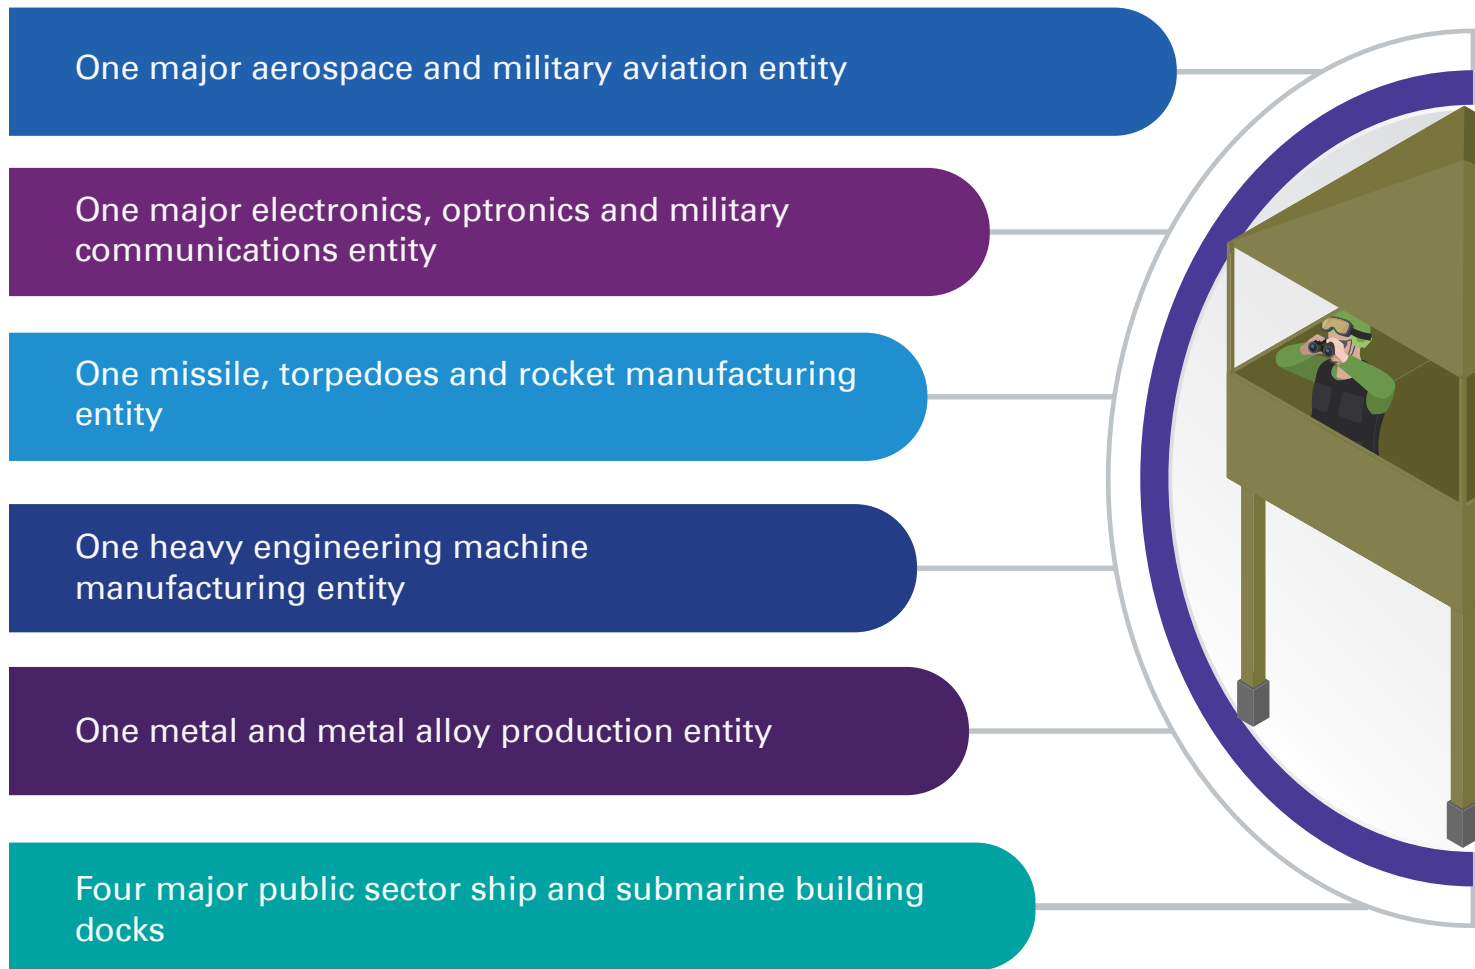 One major aerospace and military aviation entity
One major electronics, optronics and military
communications entity
One missile, torpedoes and rocket manufacturing
entity
One heavy engineering machine
manufacturing entity
One metal and metal alloy production entity
Four major public sector ship and submarine building
docks